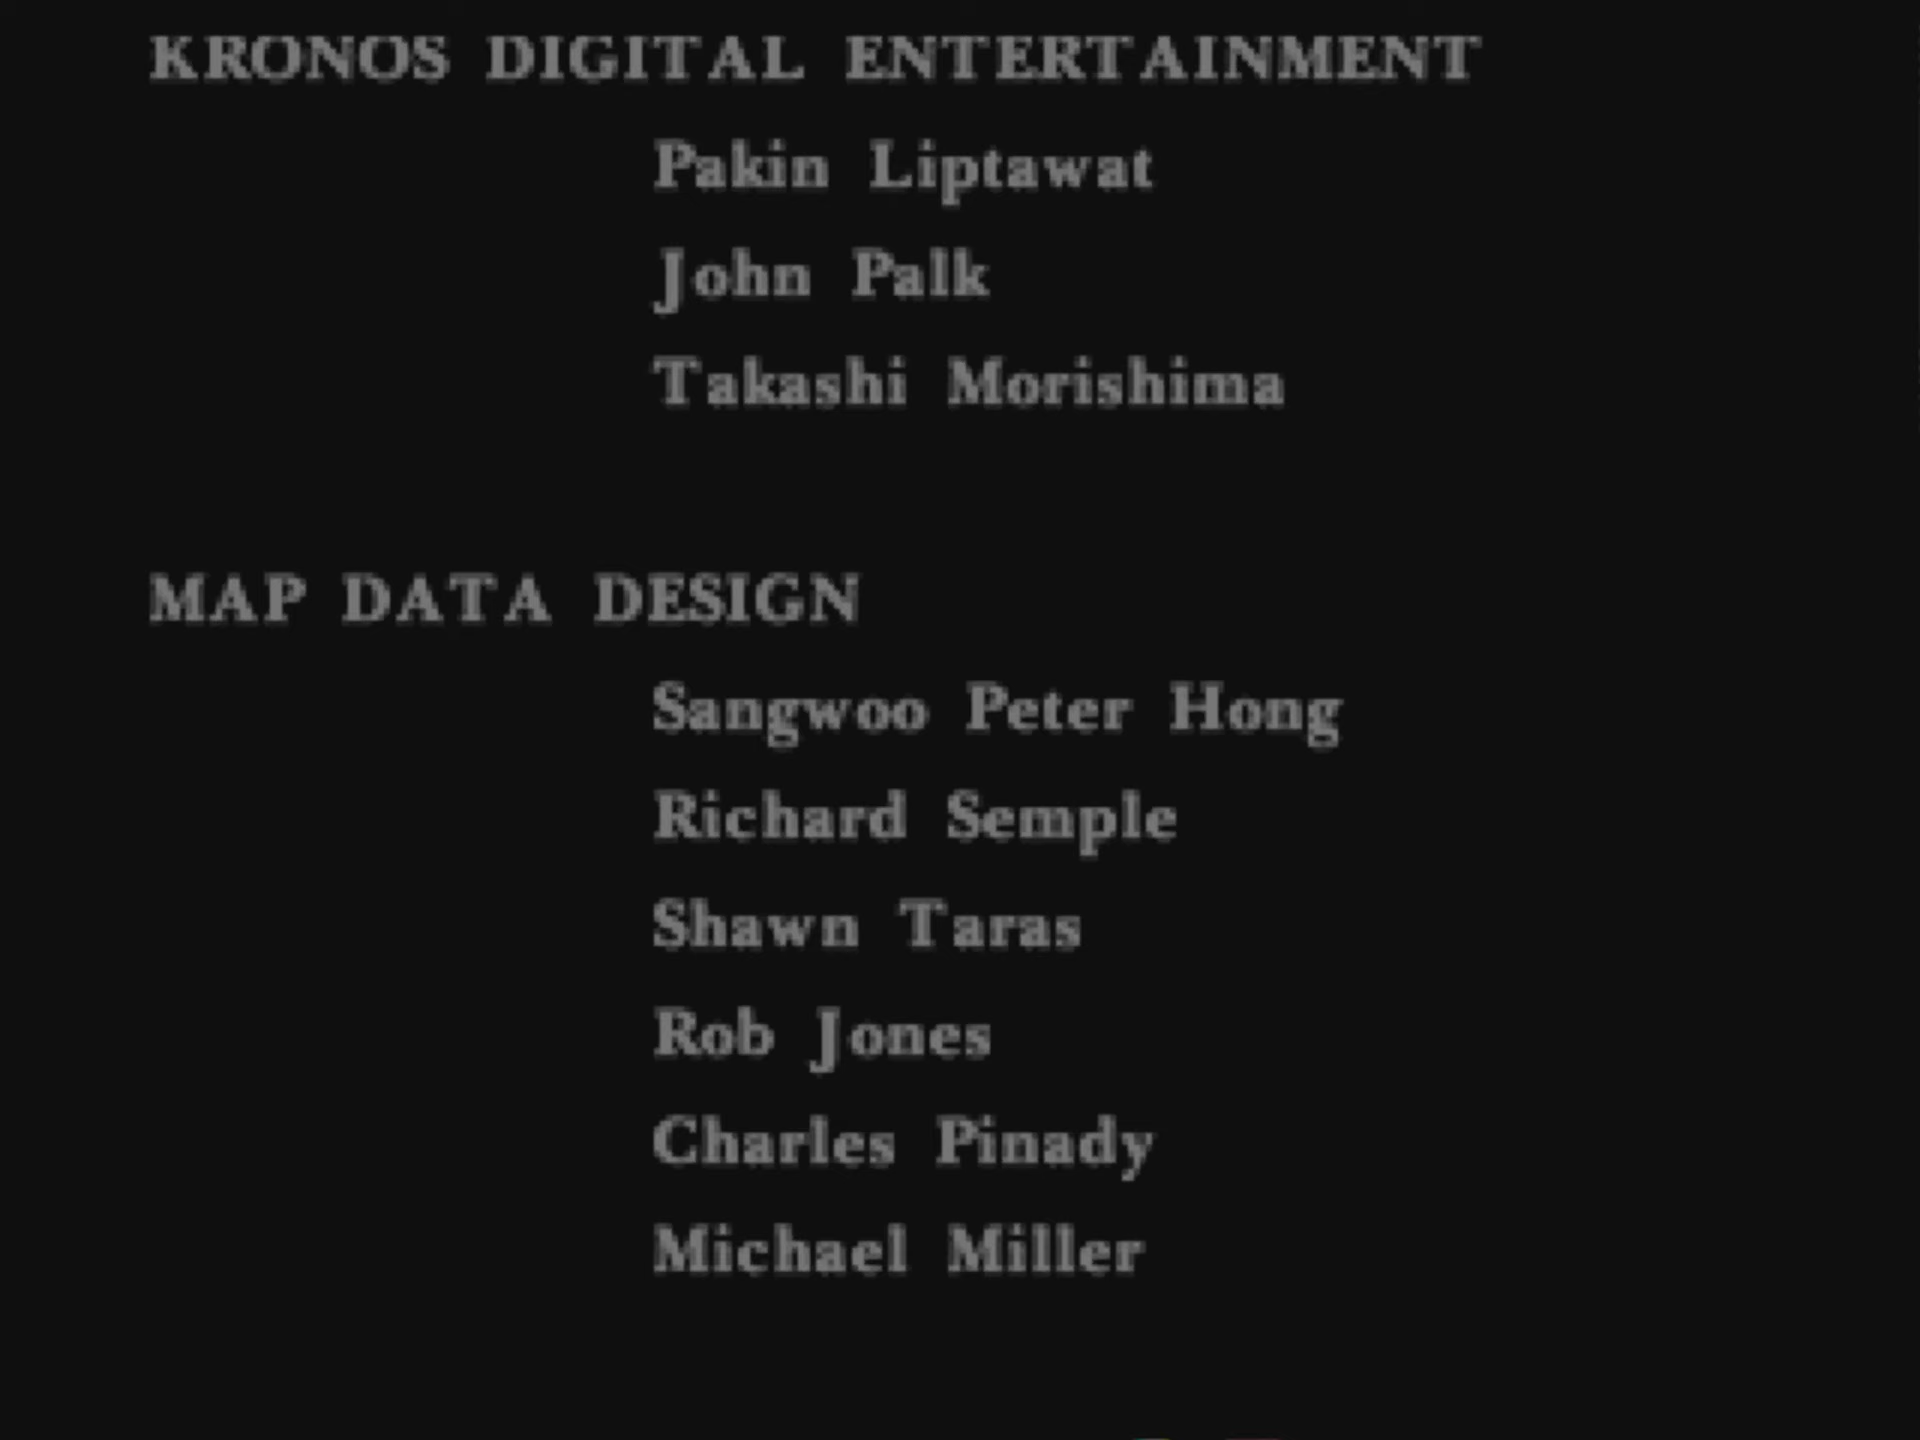 KRONOS DIGITAL ENTERTAINMENT
Pakin Liptawat
John Palk
Takashi Morishima
MAP DATA DESIGN
Sangwoo Peter Hong
Richard Semple
Shawn Taras
Rob Jones
Charles Pinady
Michael Miller